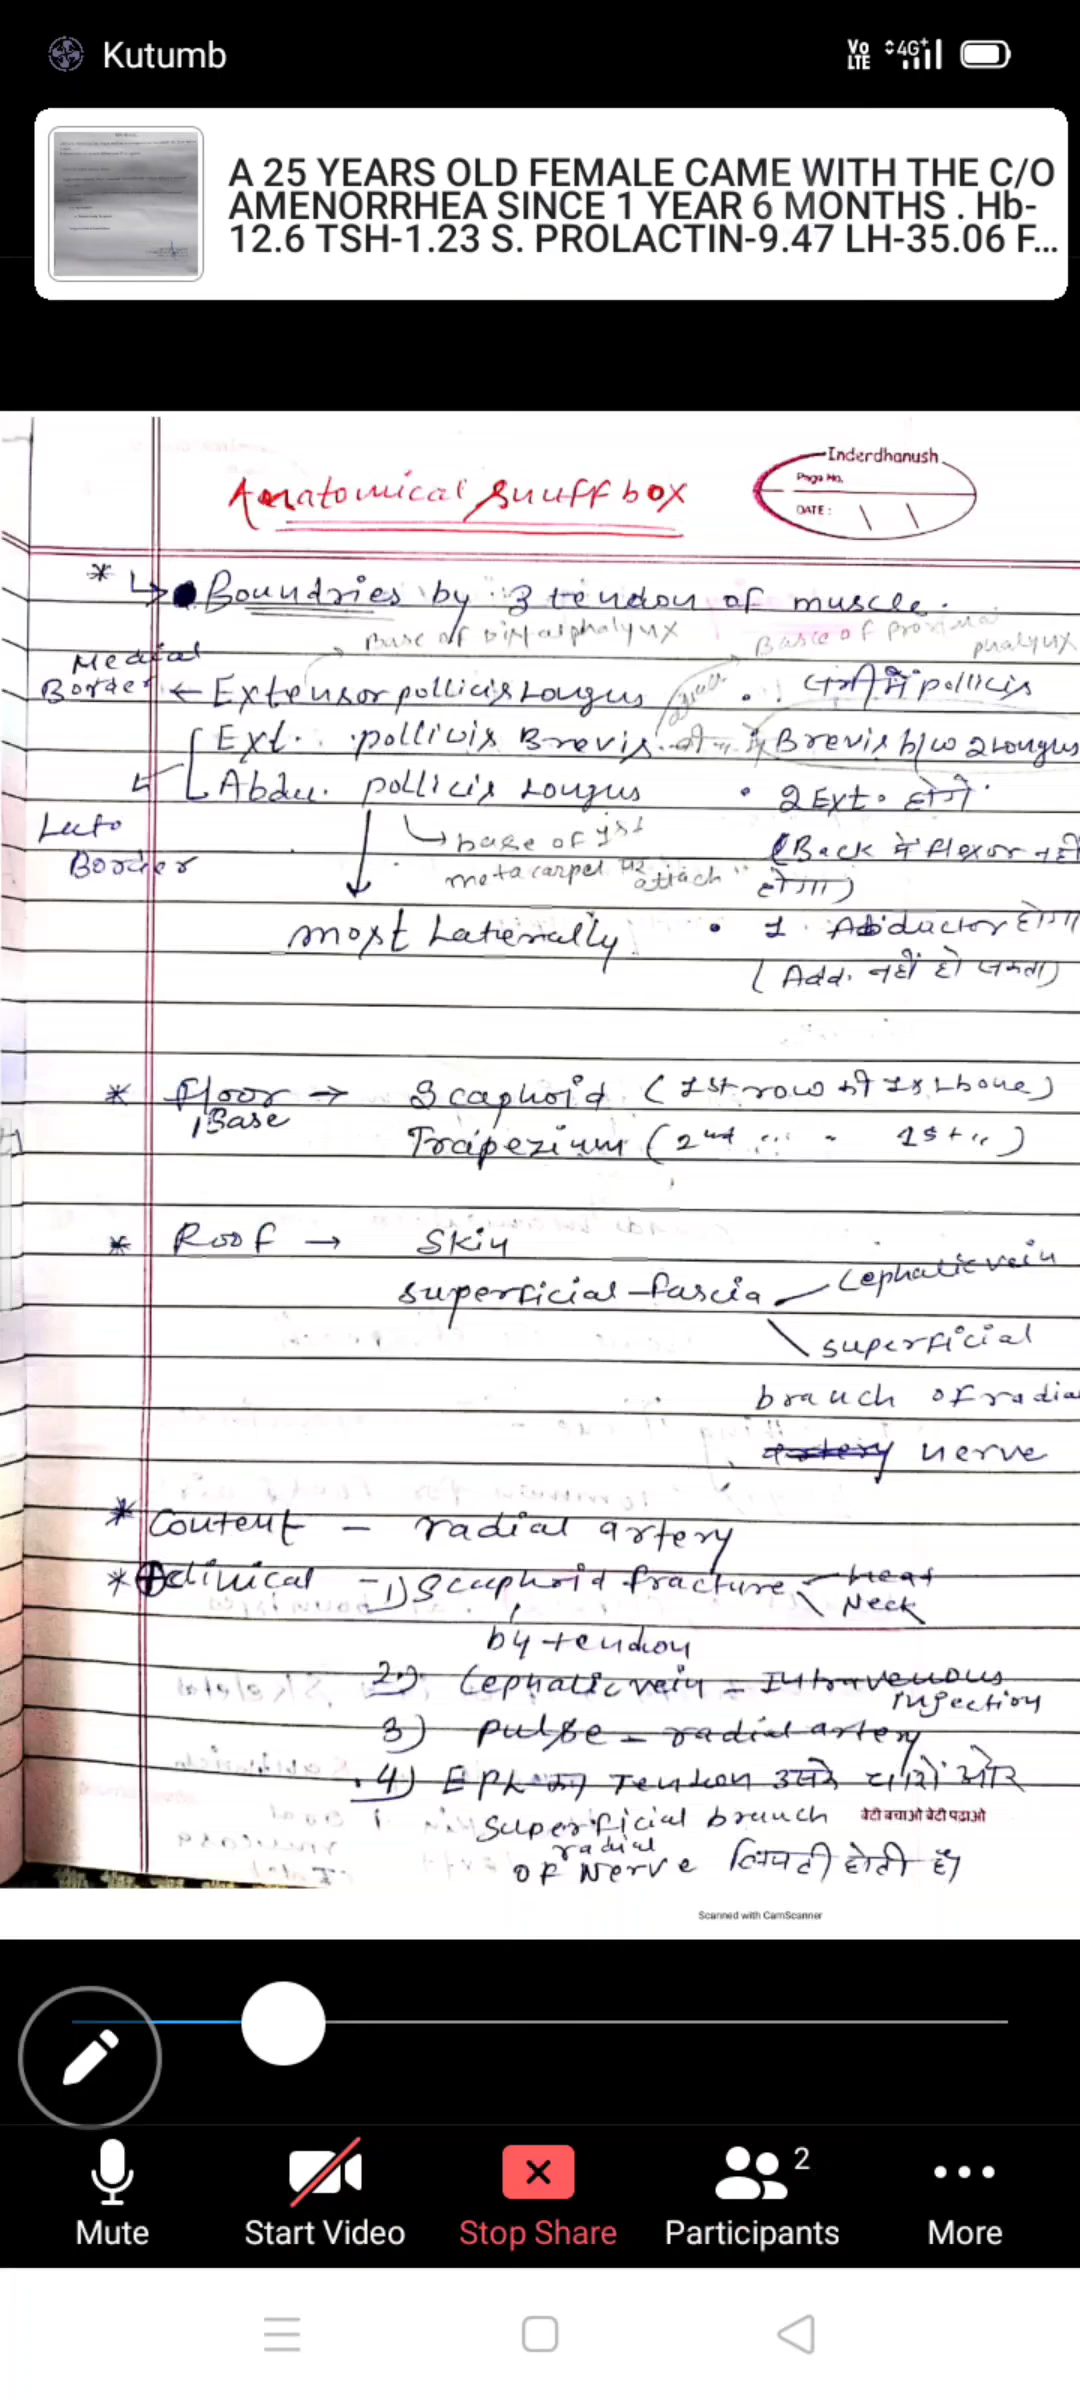 Kutumb
Vo LTE 4G+
A 25 YEARS OLD FEMALE CAME WITH THE C/O
AMENORRHEA SINCE 1 YEAR 6 MONTHS . Hb-
12.6 TSH-1.23 S. PROLACTIN-9.47 LH-35.06 F...
Inderdhanush
Page No.
DATE:
Anatomical Snuff box
* Boundries by 3 tendon of muscle.
Base of phalynx
Base of proxima
phalynx
Medial
Border ← Extensor pollicis Longus
• pollicis
Ext. pollicis Brevis
Brevis b/w 2 longus
Abdu. pollicis Longus
• 2 Ext. होगे
Border
base of 1st
metacarpel attach
(Back मे flexor नही
होगा)
most Laterally
• 1 Abductor होगा
(Add. नहीं हो सकता)
* Floor → Scaphoid (1st row की 1st bone)
/Base
Trapezium (2nd " " 1st ")
* Roof → Skin
superficial fascia
Cephalic vein
superficial
branch of radia
artery nerve
* Content - radial artery
* clinical - 1) Scaphoid fracture
Neck
by tendon
2.) Cephalic vein = Intravenous
injection
3) pulse = radial artery
4) EPL का Tendon उसके चारो ओर
Superficial branch
बेटी बचाओ बेटी पढ़ाओ
radial
of Nerve लिपटी होती है।
Scanned with CamScanner
Mute
Start Video
Stop Share
Participants
2
More